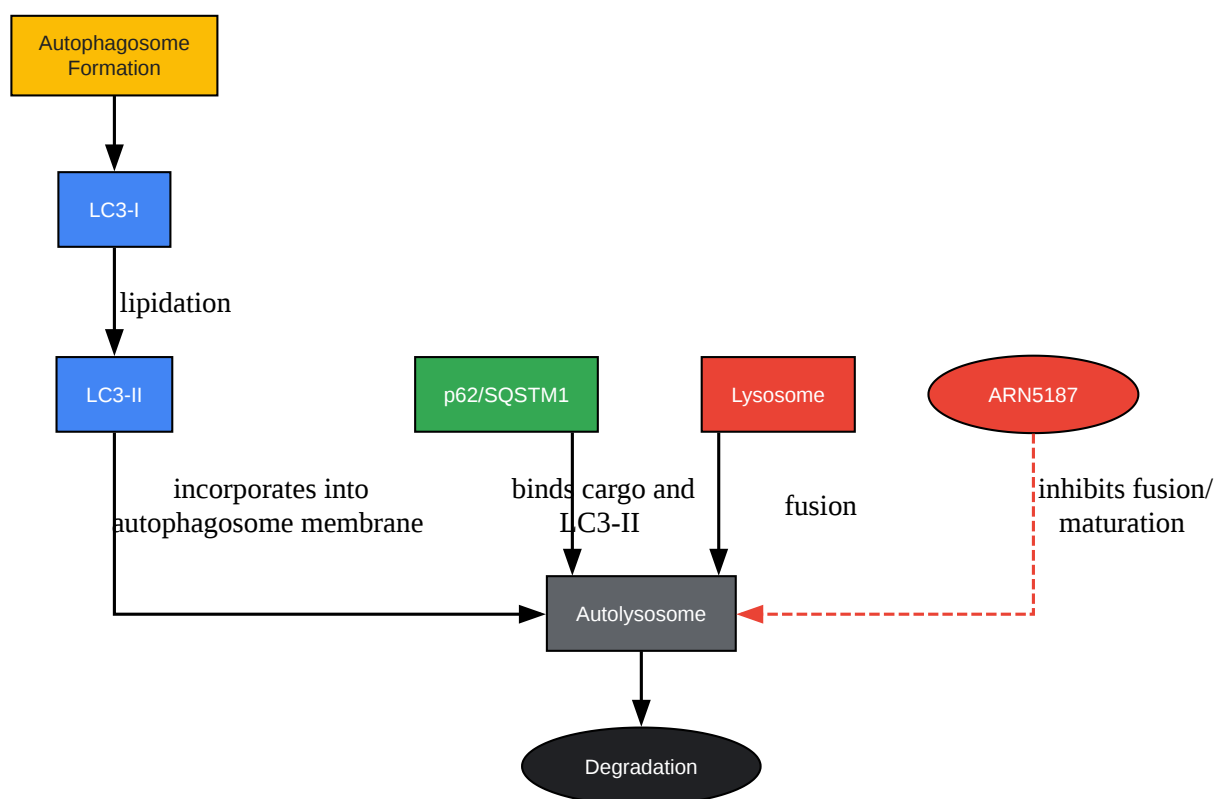 Autophagosome
Formation
LC3-I
lipidation
LC3-II
p62/SQSTM1
Lysosome
ARN5187
incorporates into
autophagosome membrane
binds cargo and
LC3-II
fusion
inhibits fusion/
maturation
Autolysosome
Degradation